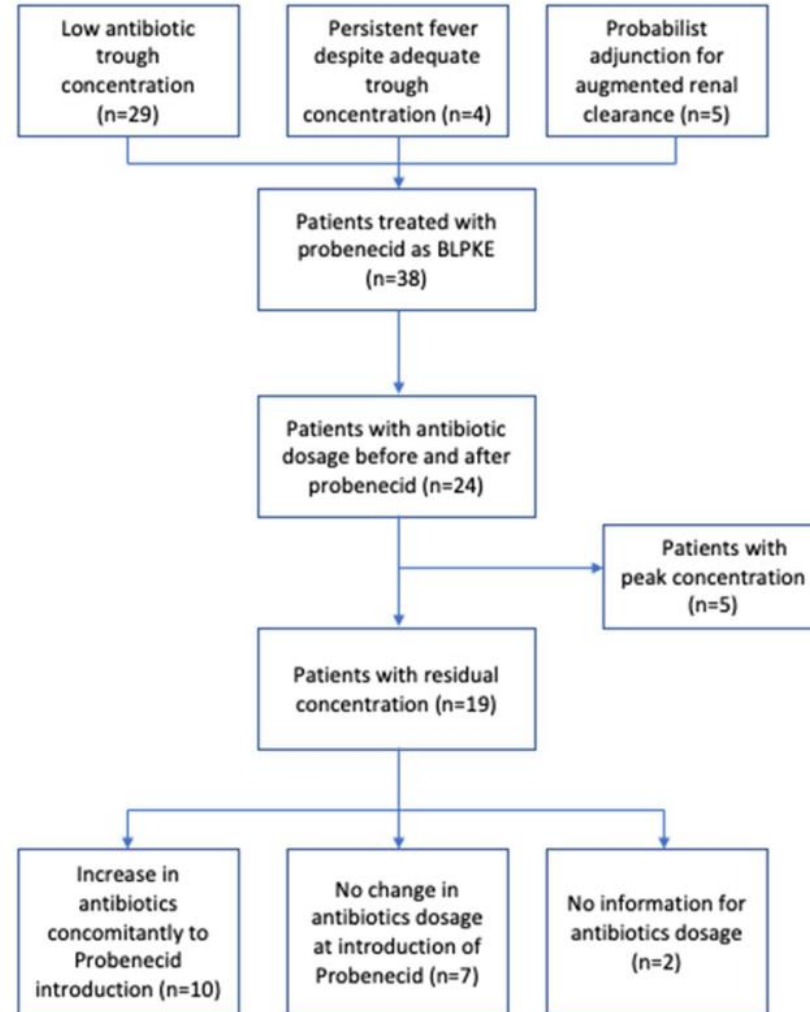 Low antibiotic
trough
concentration
(n=29)
Persistent fever
despite adequate
trough
concentration (n=4)
Probabilist
adjunction for
augmented renal
clearance (n=5)
Patients treated with
probenecid as BLPKE
(n=38)
Patients with antibiotic
dosage before and after
probenecid (n=24)
Patients with
peak concentration
(n=5)
Patients with residual
concentration (n=19)
Increase in
antibiotics
concomitantly to
Probenecid
introduction (n=10)
No change in
antibiotics dosage
at introduction of
Probenecid (n=7)
No information for
antibiotics dosage
(n=2)